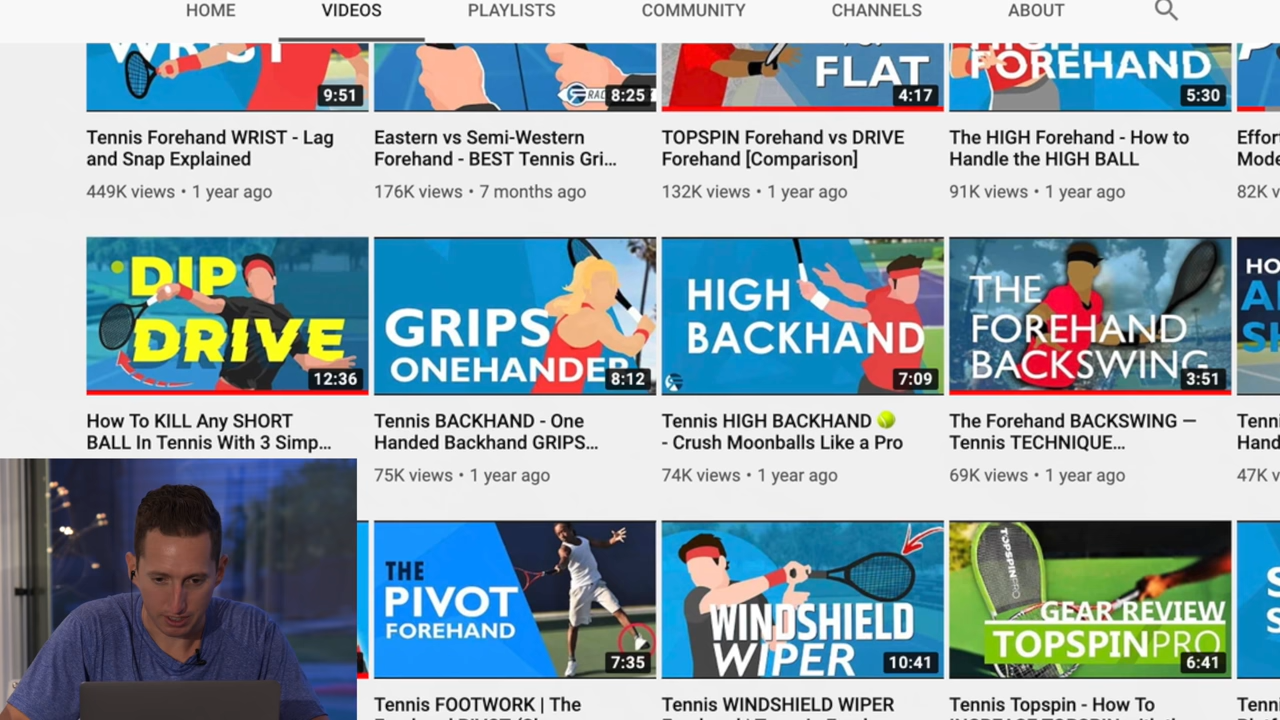 HOME VIDEOS PLAYLISTS COMMUNITY CHANNELS ABOUT
WRIST
9:51
8:25
FLAT
4:17
HIGH
FOREHAND
5:30
Tennis Forehand WRIST - Lag
and Snap Explained
449K views • 1 year ago
Eastern vs Semi-Western
Forehand - BEST Tennis Gri...
176K views • 7 months ago
TOPSPIN Forehand vs DRIVE
Forehand [Comparison]
132K views • 1 year ago
The HIGH Forehand - How to
Handle the HIGH BALL
91K views • 1 year ago
82K
DIP
DRIVE
12:36
GRIPS
ONEHANDER
8:12
HIGH
BACKHAND
7:09
THE
FOREHAND
BACKSWING
3:51
How To KILL Any SHORT
BALL In Tennis With 3 Simp...
Tennis BACKHAND - One
Handed Backhand GRIPS...
75K views • 1 year ago
Tennis HIGH BACKHAND 🎾
- Crush Moonballs Like a Pro
74K views • 1 year ago
The Forehand BACKSWING —
Tennis TECHNIQUE...
69K views • 1 year ago
47K
THE
PIVOT
FOREHAND
7:35
WINDSHIELD
WIPER
10:41
TOPSPINPRO
GEAR REVIEW
TOPSPINPRO
6:41
Tennis FOOTWORK | The
Tennis WINDSHIELD WIPER
Tennis Topspin - How To